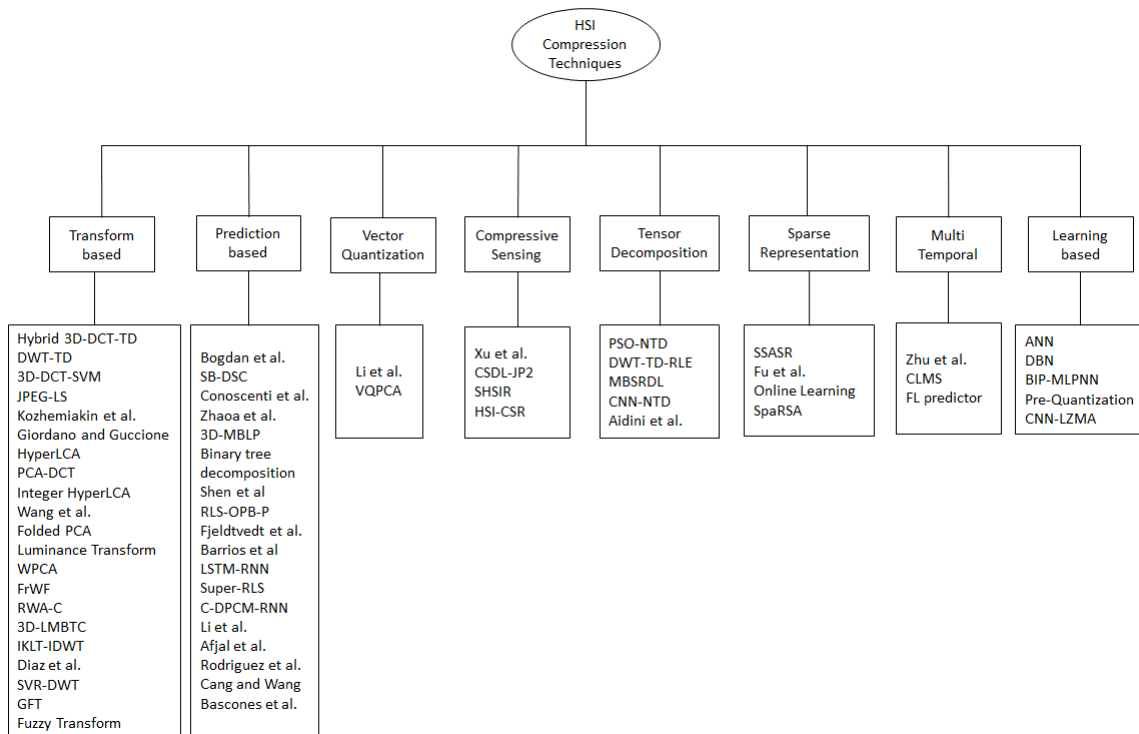 HSI
Compression
Techniques
Transform
based
Prediction
based
Vector
Quantization
Compressive
Sensing
Tensor
Decomposition
Sparse
Representation
Multi
Temporal
Learning
based
Hybrid 3D-DCT-TD
DWT-TD
3D-DCT-SVM
JPEG-LS
Kozhemiakin et al.
Giordano and Guccione
HyperLCA
PCA-DCT
Integer HyperLCA
Wang et al.
Folded PCA
Luminance Transform
WPCA
FrWF
RWA-C
3D-LMBTC
IKLT-IDWT
Diaz et al.
SVR-DWT
GFT
Fuzzy Transform
Bogdan et al.
SB-DSC
Conoscenti et al.
Zhaoa et al.
3D-MBLP
Binary tree
decomposition
Shen et al
RLS-OPB-P
Fjeldtvedt et al.
Barrios et al
LSTM-RNN
Super-RLS
C-DPCM-RNN
Li et al.
Afjal et al.
Rodriguez et al.
Cang and Wang
Bascones et al.
Li et al.
VQPCA
Xu et al.
CSDL-JP2
SHSIR
HSI-CSR
PSO-NTD
DWT-TD-RLE
MBSRDL
CNN-NTD
Aidini et al.
SSASR
Fu et al.
Online Learning
SpaRSA
Zhu et al.
CLMS
FL predictor
ANN
DBN
BIP-MLPNN
Pre-Quantization
CNN-LZMA